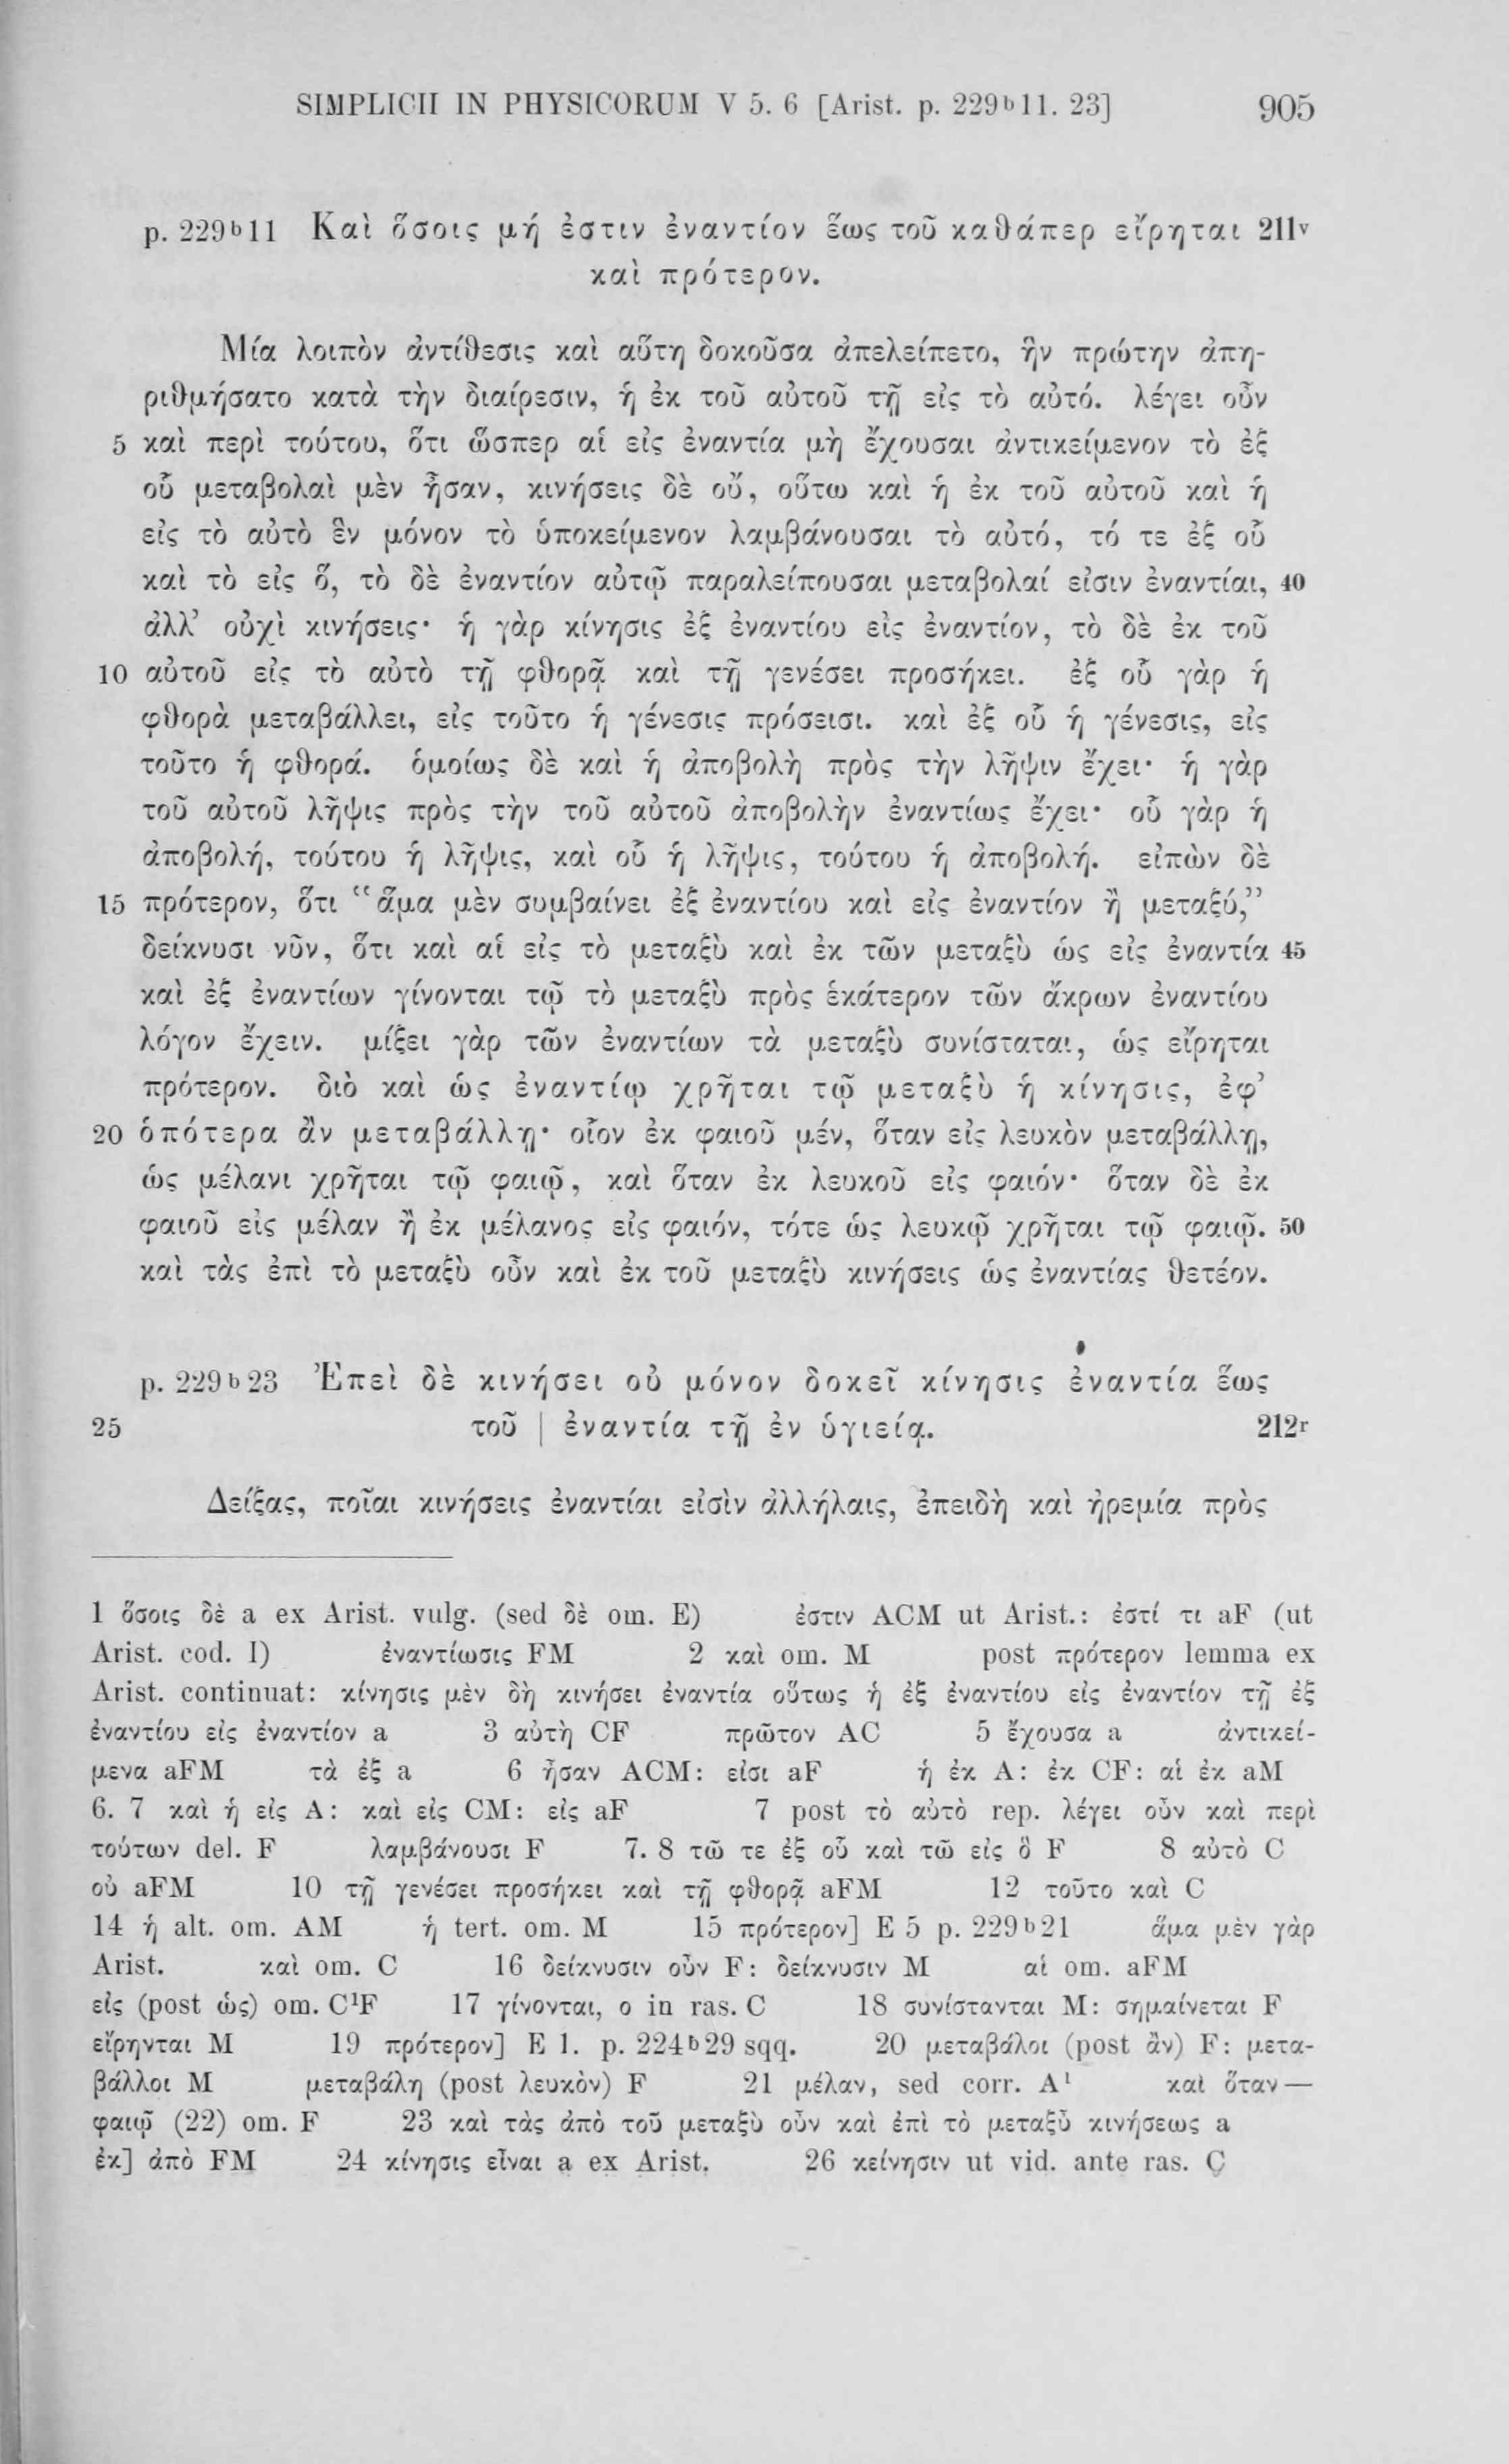 SIMPLICII IN PHYSICORUM V 5. 6 [Arist. p. 229ᵇ11. 23] 905
p. 229ᵇ11 Καὶ ὅσοις μή ἐστιν ἐναντίον ἕως τοῦ καθάπερ εἴρηται 211ᵛ
καὶ πρότερον.
Μία λοιπὸν ἀντίθεσις καὶ αὕτη δοκοῦσα ἀπελείπετο, ἣν πρώτην ἀπη-
ριθμήσατο κατὰ τὴν διαίρεσιν, ἡ ἐκ τοῦ αὐτοῦ τῇ εἰς τὸ αὐτό. λέγει οὖν
5 καὶ περὶ τούτου, ὅτι ὥσπερ αἱ εἰς ἐναντία μὴ ἔχουσαι ἀντικείμενον τὸ ἐξ
οὗ μεταβολαὶ μὲν ἦσαν, κινήσεις δὲ οὔ, οὕτω καὶ ἡ ἐκ τοῦ αὐτοῦ καὶ ἡ
εἰς τὸ αὐτὸ ἓν μόνον τὸ ὑποκείμενον λαμβάνουσαι τὸ αὐτό, τό τε ἐξ οὗ
καὶ τὸ εἰς ὅ, τὸ δὲ ἐναντίον αὐτῷ παραλείπουσαι μεταβολαί εἰσιν ἐναντίαι, 40
ἀλλ’ οὐχὶ κινήσεις· ἡ γὰρ κίνησις ἐξ ἐναντίου εἰς ἐναντίον, τὸ δὲ ἐκ τοῦ
10 αὐτοῦ εἰς τὸ αὐτὸ τῇ φθορᾷ καὶ τῇ γενέσει προσήκει. ἐξ οὗ γὰρ ἡ
φθορὰ μεταβάλλει, εἰς τοῦτο ἡ γένεσις πρόσεισι. καὶ ἐξ οὗ ἡ γένεσις, εἰς
τοῦτο ἡ φθορά. ὁμοίως δὲ καὶ ἡ ἀποβολὴ πρὸς τὴν λῆψιν ἔχει· ἡ γὰρ
τοῦ αὐτοῦ λῆψις πρὸς τὴν τοῦ αὐτοῦ ἀποβολὴν ἐναντίως ἔχει· οὗ γὰρ ἡ
ἀποβολή, τούτου ἡ λῆψις, καὶ οὗ ἡ λῆψις, τούτου ἡ ἀποβολή. εἰπὼν δὲ
15 πρότερον, ὅτι “ἅμα μὲν συμβαίνει ἐξ ἐναντίου καὶ εἰς ἐναντίον ἢ μεταξύ,”
δείκνυσι νῦν, ὅτι καὶ αἱ εἰς τὸ μεταξὺ καὶ ἐκ τῶν μεταξὺ ὡς εἰς ἐναντία 45
καὶ ἐξ ἐναντίων γίνονται τῷ τὸ μεταξὺ πρὸς ἑκάτερον τῶν ἄκρων ἐναντίου
λόγον ἔχειν. μίξει γὰρ τῶν ἐναντίων τὰ μεταξὺ συνίσταται, ὡς εἴρηται
πρότερον. διὸ καὶ ὡς ἐναντίῳ χρῆται τῷ μεταξὺ ἡ κίνησις, ἐφ’
20 ὁπότερα ἂν μεταβάλλῃ· οἷον ἐκ φαιοῦ μέν, ὅταν εἰς λευκὸν μεταβάλλῃ,
ὡς μέλανι χρῆται τῷ φαιῷ, καὶ ὅταν ἐκ λευκοῦ εἰς φαιόν· ὅταν δὲ ἐκ
φαιοῦ εἰς μέλαν ἢ ἐκ μέλανος εἰς φαιόν, τότε ὡς λευκῷ χρῆται τῷ φαιῷ. 50
καὶ τὰς ἐπὶ τὸ μεταξὺ οὖν καὶ ἐκ τοῦ μεταξὺ κινήσεις ὡς ἐναντίας θετέον.
p. 229ᵇ23 Ἐπεὶ δὲ κινήσει οὐ μόνον δοκεῖ κίνησις ἐναντία ἕως
25 τοῦ | ἐναντία τῇ ἐν ὑγιείᾳ. 212ʳ
Δείξας, ποῖαι κινήσεις ἐναντίαι εἰσὶν ἀλλήλαις, ἐπειδὴ καὶ ἠρεμία πρὸς
1 ὅσοις δὲ a ex Arist. vulg. (sed δὲ om. E) ἐστιν ACM ut Arist.: ἐστί τι aF (ut
Arist. cod. I) ἐναντίωσις FM 2 καὶ om. M post πρότερον lemma ex
Arist. continuat: κίνησις μὲν δὴ κινήσει ἐναντία οὕτως ἡ ἐξ ἐναντίου εἰς ἐναντίον τῇ ἐξ
ἐναντίου εἰς ἐναντίον a 3 αὐτὴ CF πρῶτον AC 5 ἔχουσα a ἀντικεί-
μενα aFM τὰ ἐξ a 6 ἦσαν ACM: εἰσι aF ἡ ἐκ A: ἐκ CF: αἱ ἐκ aM
6. 7 καὶ ἡ εἰς A: καὶ εἰς CM: εἰς aF 7 post τὸ αὐτὸ rep. λέγει οὖν καὶ περὶ
τούτων del. F λαμβάνουσι F 7. 8 τῶ τε ἐξ οὗ καὶ τῶ εἰς ὃ F 8 αὐτὸ C
οὐ aFM 10 τῇ γενέσει προσήκει καὶ τῇ φθορᾷ aFM 12 τοῦτο καὶ C
14 ἡ alt. om. AM ἡ tert. om. M 15 πρότερον] E 5 p. 229ᵇ21 ἅμα μὲν γὰρ
Arist. καὶ om. C 16 δείκνυσιν οὖν F: δείκνυσιν M αἱ om. aFM
εἰς (post ὡς) om. C¹F 17 γίνονται, ο in ras. C 18 συνίστανται M: σημαίνεται F
εἴρηνται M 19 πρότερον] E 1. p. 224ᵇ29 sqq. 20 μεταβάλοι (post ἂν) F: μετα-
βάλλοι M μεταβάλη (post λευκὸν) F 21 μέλαν, sed corr. A¹ καὶ ὅταν —
φαιῷ (22) om. F 23 καὶ τὰς ἀπὸ τοῦ μεταξὺ οὖν καὶ ἐπὶ τὸ μεταξὺ κινήσεως a
ἐκ] ἀπὸ FM 24 κίνησις εἶναι a ex Arist. 26 κείνησιν ut vid. ante ras. C